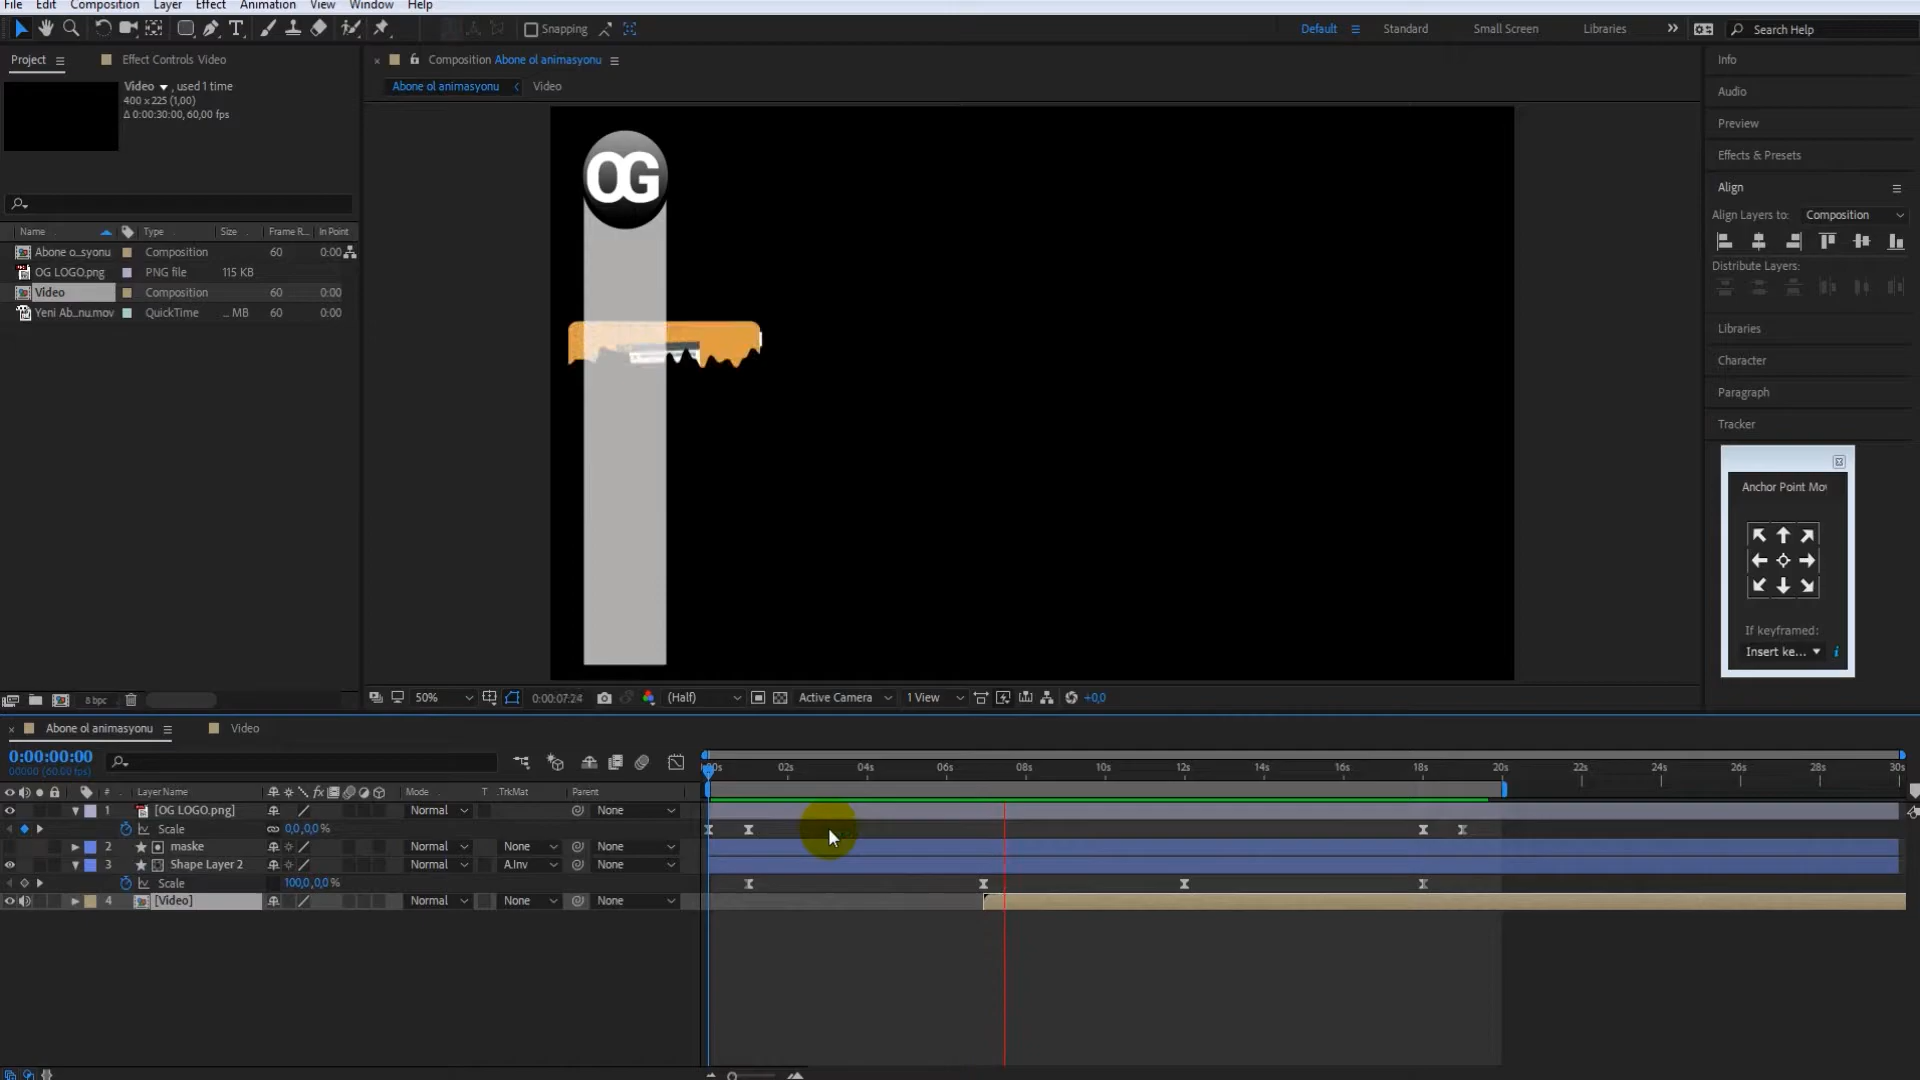 File Edit Composition Layer Effect Animation View Window Help
Snapping
Default Standard Small Screen Libraries » Search Help
Project Effect Controls Video
Composition Abone ol animasyonu
Abone ol animasyonu Video
Video , used 1 time
400 x 225 (1,00)
Δ 0:00:30:00, 60,00 fps
Name # Type Size Frame R... In Point
Abone o...syonu Composition 60 0:00
OG LOGO.png PNG file 115 KB
Video Composition 60 0:00
Yeni Ab...nu.mov QuickTime ... MB 60 0:00
8 bpc
OG
50% 0:00:07:24 (Half) Active Camera 1 View +0,0
Info
Audio
Preview
Effects & Presets
Align
Align Layers to: Composition
Distribute Layers:
Libraries
Character
Paragraph
Tracker
Anchor Point Mo
If keyframed:
Insert ke...
Abone ol animasyonu Video
0:00:00:00
00000 (60.00 fps)
# Layer Name Mode T .TrkMat Parent
00s 02s 04s 06s 08s 10s 12s 14s 16s 18s 20s 22s 24s 26s 28s 30s
1 [OG LOGO.png] Normal None
Scale 0,0,0,0 %
2 maske Normal None None
3 Shape Layer 2 Normal A.Inv None
Scale 100,0,0,0 %
4 [Video] Normal None None